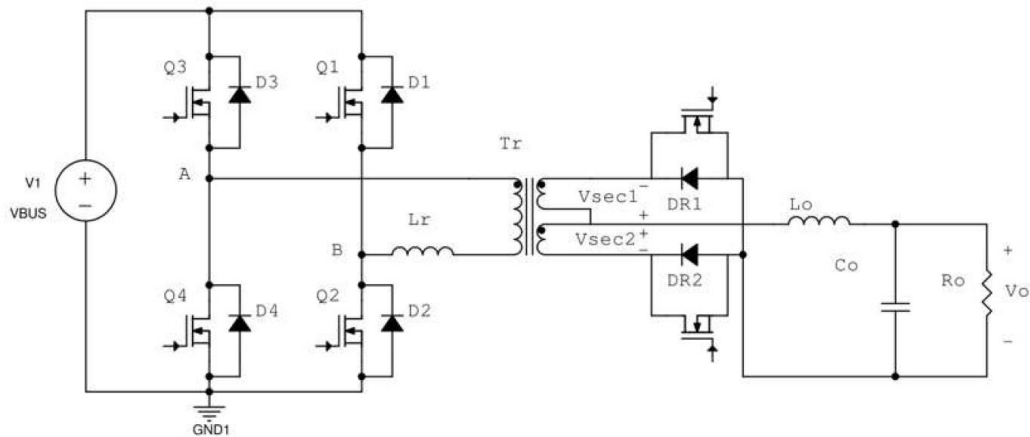 Q3
D3
Q1
D1
Tr
V1
VBUS
+
−
A
B
Lr
Vsec1
−
+
Vsec2
+
−
DR1
DR2
Lo
Co
Ro
+
Vo
−
Q4
D4
Q2
D2
GND1